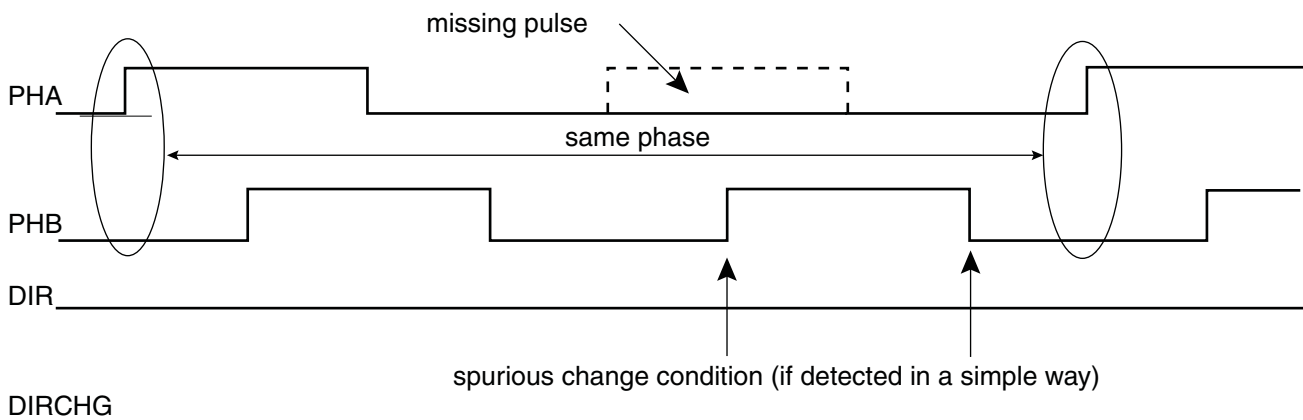 missing pulse
PHA
same phase
PHB
DIR
spurious change condition (if detected in a simple way)
DIRCHG